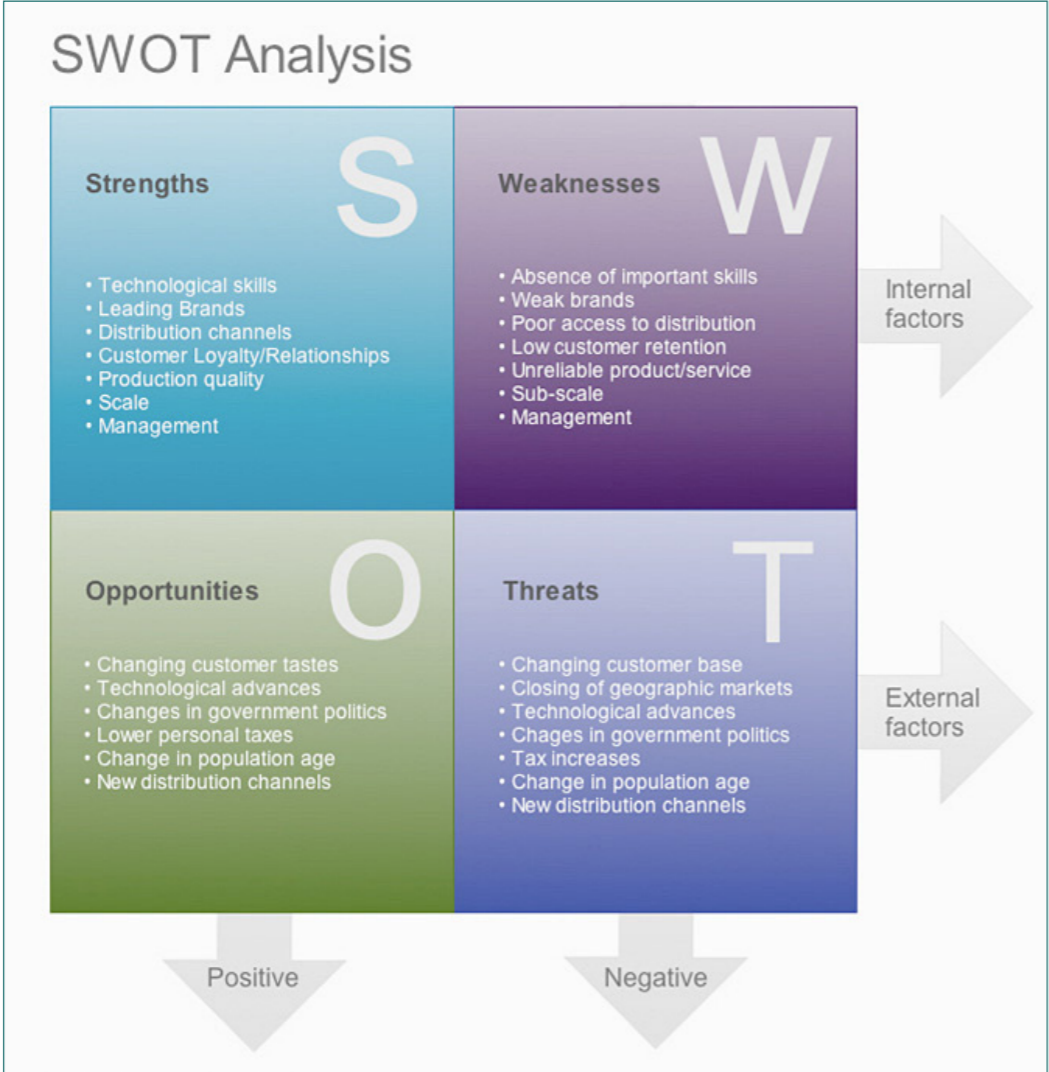 SWOT Analysis
S
Strengths
• Technological skills
• Leading Brands
• Distribution channels
• Customer Loyalty/Relationships
• Production quality
• Scale
• Management
W
Weaknesses
• Absence of important skills
• Weak brands
• Poor access to distribution
• Low customer retention
• Unreliable product/service
• Sub-scale
• Management
Internal
factors
O
Opportunities
• Changing customer tastes
• Technological advances
• Changes in government politics
• Lower personal taxes
• Change in population age
• New distribution channels
T
Threats
• Changing customer base
• Closing of geographic markets
• Technological advances
• Chages in government politics
• Tax increases
• Change in population age
• New distribution channels
External
factors
Positive
Negative